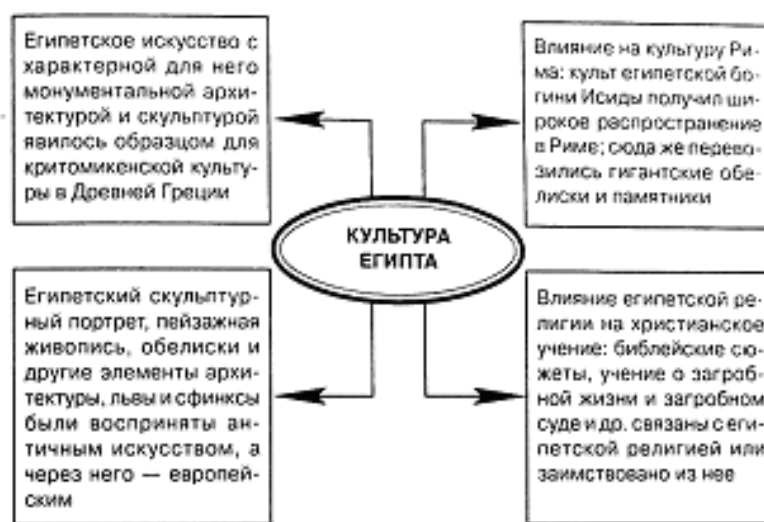 Египетское искусство с
характерной для него
монументальной архи-
тектурой и скульптурой
явилось образцом для
критомикенской культу-
ры в Древней Греции
Влияние на культуру Ри-
ма: культ египетской бо-
гини Исиды получил ши-
рокое распространение
в Риме; сюда же перево-
зились гигантские обе-
лиски и памятники
КУЛЬТУРА
ЕГИПТА
Египетский скульптур-
ный портрет, пейзажная
живопись, обелиски и
другие элементы архи-
тектуры, львы и сфинксы
были восприняты ан-
тичным искусством, а
через него — европей-
ским
Влияние египетской ре-
лигии на христианское
учение: библейские сю-
жеты, учение о загроб-
ной жизни и загробном
суде и др. связаны с еги-
петской религией или
заимствовано из нее